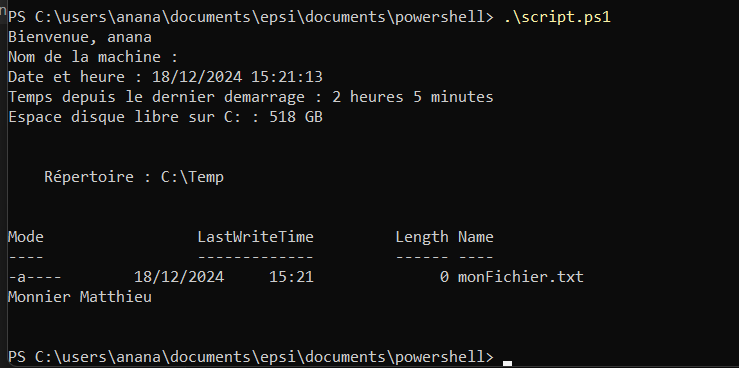 PS C:\users\anana\documents\epsi\documents\powershell> .\script.ps1
Bienvenue, anana
Nom de la machine :
Date et heure : 18/12/2024 15:21:13
Temps depuis le dernier demarrage : 2 heures 5 minutes
Espace disque libre sur C: : 518 GB
Répertoire : C:\Temp
Mode                 LastWriteTime         Length Name
----                 -------------         ------ ----
-a----        18/12/2024     15:21              0 monFichier.txt
Monnier Matthieu
PS C:\users\anana\documents\epsi\documents\powershell>